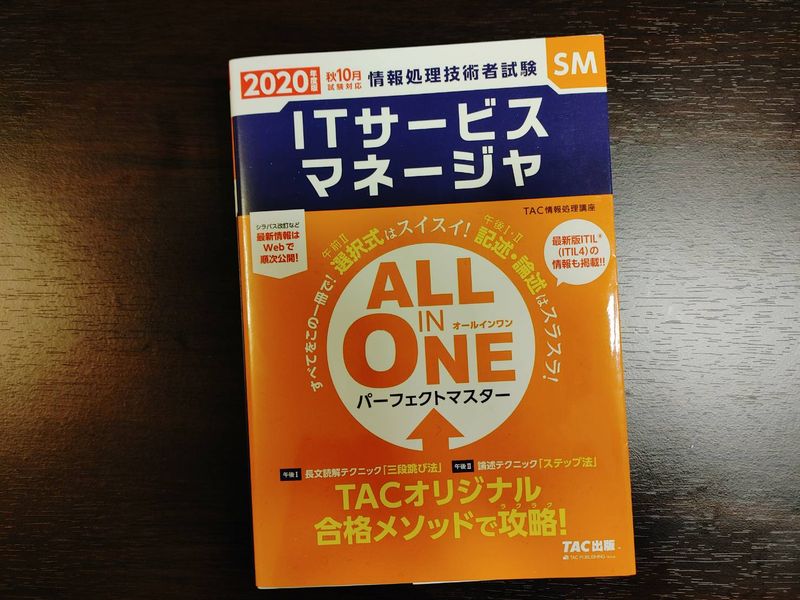 2020年度版
秋10月
試験対応
情報処理技術者試験
SM
ITサービス
マネージャ
TAC情報処理講座
シラバス改訂など
最新情報は
Webで
順次公開!
すべてをこの一冊で!
午前II
選択式はスイスイ!
午後I・II
記述・論述はスラスラ!
最新版ITIL®
(ITIL4)の
情報も掲載!!
ALL
IN
オールインワン
ONE
パーフェクトマスター
午後I 長文読解テクニック「三段跳び法」 午後II 論述テクニック「ステップ法」
TACオリジナル
ラクラク
合格メソッドで攻略!
TAC出版
TAC PUBLISHING Group